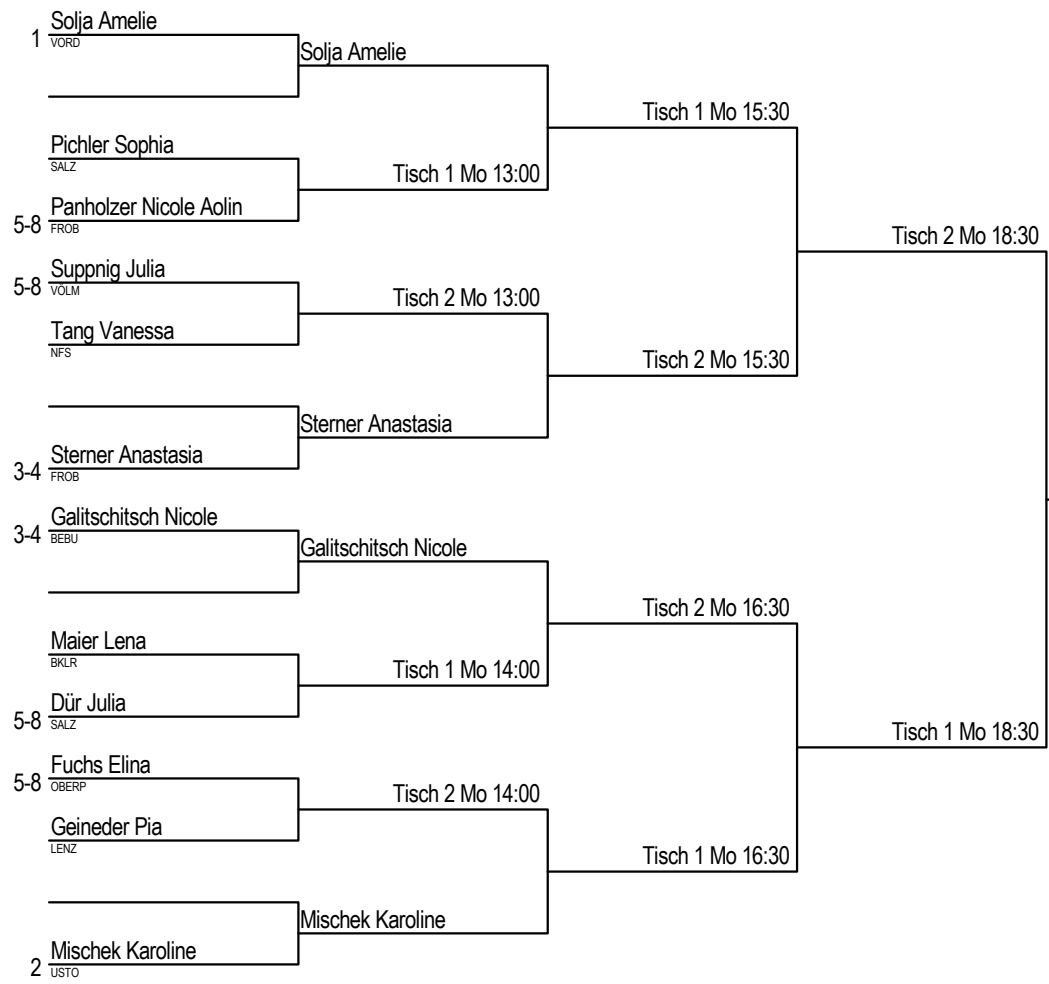 Solja Amelie
1
VORD
Solja Amelie
Tisch 1 Mo 15:30
Pichler Sophia
SALZ
Tisch 1 Mo 13:00
Panholzer Nicole Aolin
5-8
FROB
Tisch 2 Mo 18:30
Suppnig Julia
5-8
VÖLM
Tisch 2 Mo 13:00
Tang Vanessa
NFS
Tisch 2 Mo 15:30
Sterner Anastasia
Sterner Anastasia
3-4
FROB
Galitschitsch Nicole
3-4
BEBU
Galitschitsch Nicole
Tisch 2 Mo 16:30
Maier Lena
BKLR
Tisch 1 Mo 14:00
Dür Julia
5-8
SALZ
Tisch 1 Mo 18:30
Fuchs Elina
5-8
OBERP
Tisch 2 Mo 14:00
Geineder Pia
LENZ
Tisch 1 Mo 16:30
Mischek Karoline
Mischek Karoline
2
USTO